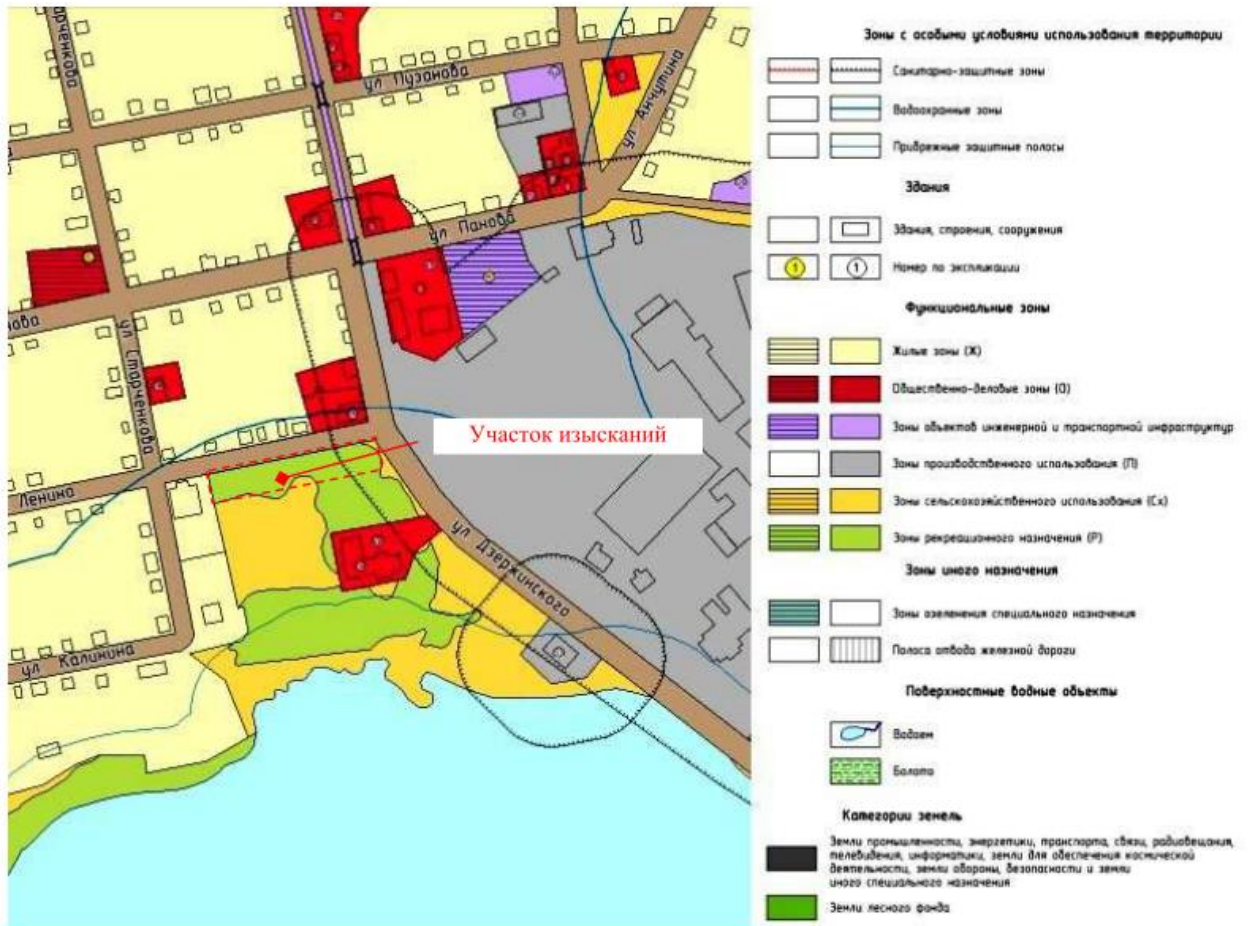 арченкова
ул Пузанова
ул Анчутина
ул Панова
нова
ул Старченкова
Участок изысканий
Ленина
ул Дзержинского
ул Калинина
Зоны с особыми условиями использования территории
Санитарно-защитные зоны
Водоохранные зоны
Прибрежные защитные полосы
Здания
Здания, строения, сооружения
1 1 Номер по экспликации
Функциональные зоны
Жилые зоны (Ж)
Общественно-деловые зоны (О)
Зоны объектов инженерной и транспортной инфраструктур
Зоны производственного использования (П)
Зоны сельскохозяйственного использования (Сх)
Зоны рекреационного назначения (Р)
Зоны иного назначения
Зоны озеленения специального назначения
Полоса отвода железной дороги
Поверхностные водные объекты
Водоем
Болота
Категории земель
Земли промышленности, энергетики, транспорта, связи, радиовещания,
телевидения, информатики, земли для обеспечения космической
деятельности, земли обороны, безопасности и земли
иного специального назначения
Земли лесного фонда